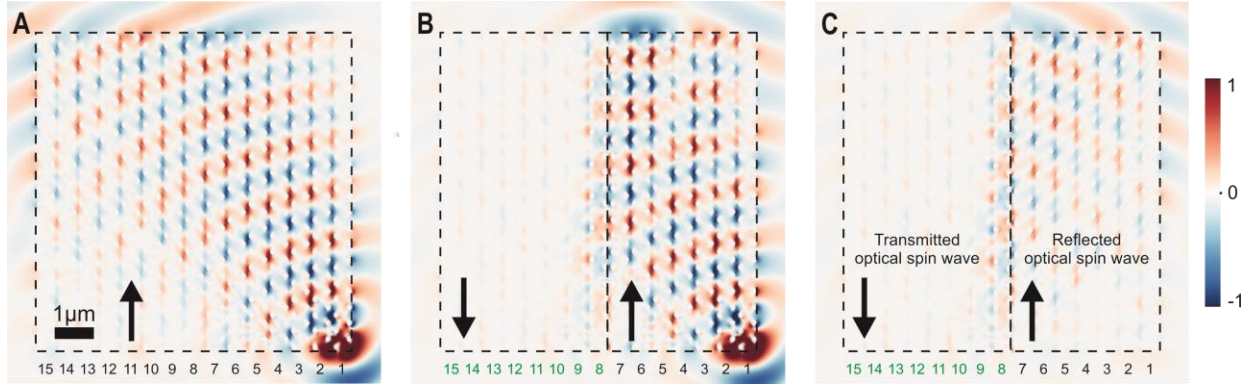 A
1μm
15 14 13 12 11 10 9 8 7 6 5 4 3 2 1
B
15 14 13 12 11 10 9 8 7 6 5 4 3 2 1
C
Transmitted
optical spin wave
Reflected
optical spin wave
15 14 13 12 11 10 9 8 7 6 5 4 3 2 1
1
0
-1